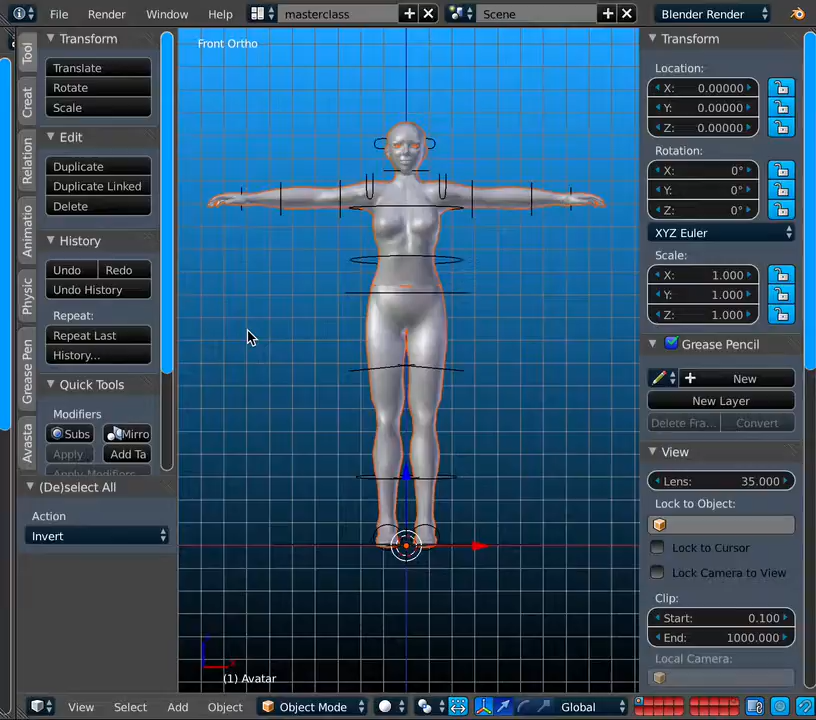 File Render Window Help masterclass Scene Blender Render
Front Ortho
Tool
Creat
Relation
Animatio
Physic
Grease Pen
Avasta
Transform
Translate
Rotate
Scale
Edit
Duplicate
Duplicate Linked
Delete
History
Undo Redo
Undo History
Repeat:
Repeat Last
History...
Quick Tools
Modifiers
Subs Mirro
Apply Add Ta
Apply Modifiers
(De)select All
Action
Invert
(1) Avatar
Transform
Location:
X: 0.00000
Y: 0.00000
Z: 0.00000
Rotation:
X: 0°
Y: 0°
Z: 0°
XYZ Euler
Scale:
X: 1.000
Y: 1.000
Z: 1.000
Grease Pencil
New
New Layer
Delete Fra... Convert
View
Lens: 35.000
Lock to Object:
Lock to Cursor
Lock Camera to View
Clip:
Start: 0.100
End: 1000.000
Local Camera:
View Select Add Object Object Mode Global